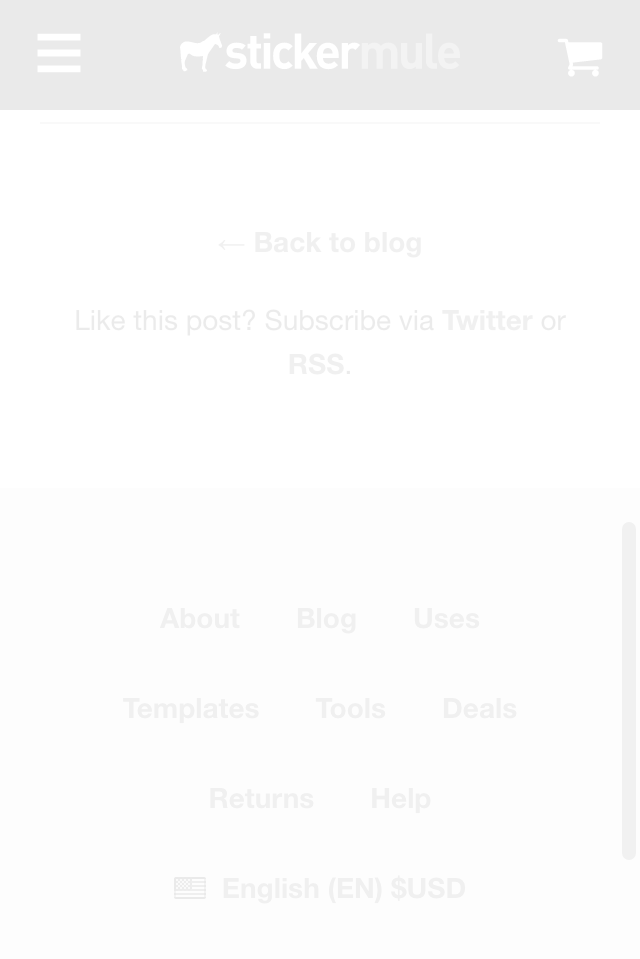 stickermule
← Back to blog
Like this post? Subscribe via Twitter or
RSS.
About Blog Uses
Templates Tools Deals
Returns Help
English (EN) $USD